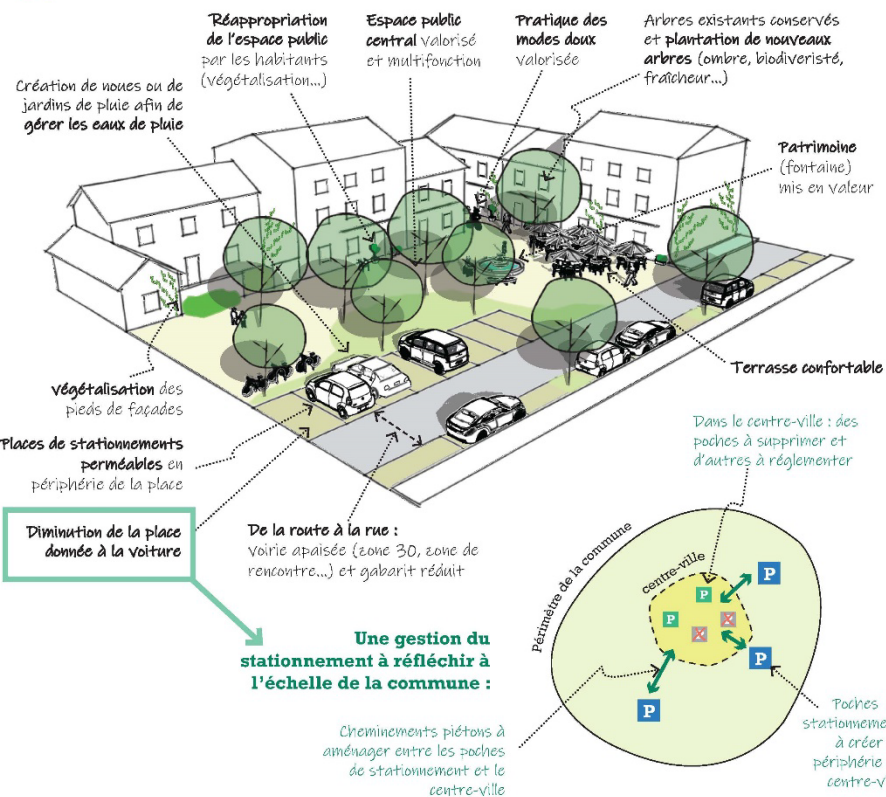 Réappropriation
de l'espace public
par les habitants
(végétalisation...)
Espace public
central valorisé
et multifonction
Pratique des
modes doux
valorisée
Arbres existants conservés
et plantation de nouveaux
arbres (ombre, biodiveristé,
fraîcheur...)
Création de noues ou de
jardins de pluie afin de
gérer les eaux de pluie
Patrimoine
(fontaine)
mis en valeur
Terrasse confortable
Végétalisation des
pieds de façades
Places de stationnements
perméables en
périphérie de la place
Diminution de la place
donnée à la voiture
De la route à la rue :
voirie apaisée (zone 30, zone de
rencontre...) et gabarit réduit
Dans le centre-ville : des
poches à supprimer et
d'autres à réglementer
Périmètre de la commune
centre-ville
P
P
P
P
P
P
P
Une gestion du
stationnement à réfléchir à
l'échelle de la commune :
Cheminements piétons à
aménager entre les poches
de stationnement et le
centre-ville
Poches
stationneme
à créer
périphérie
centre-v